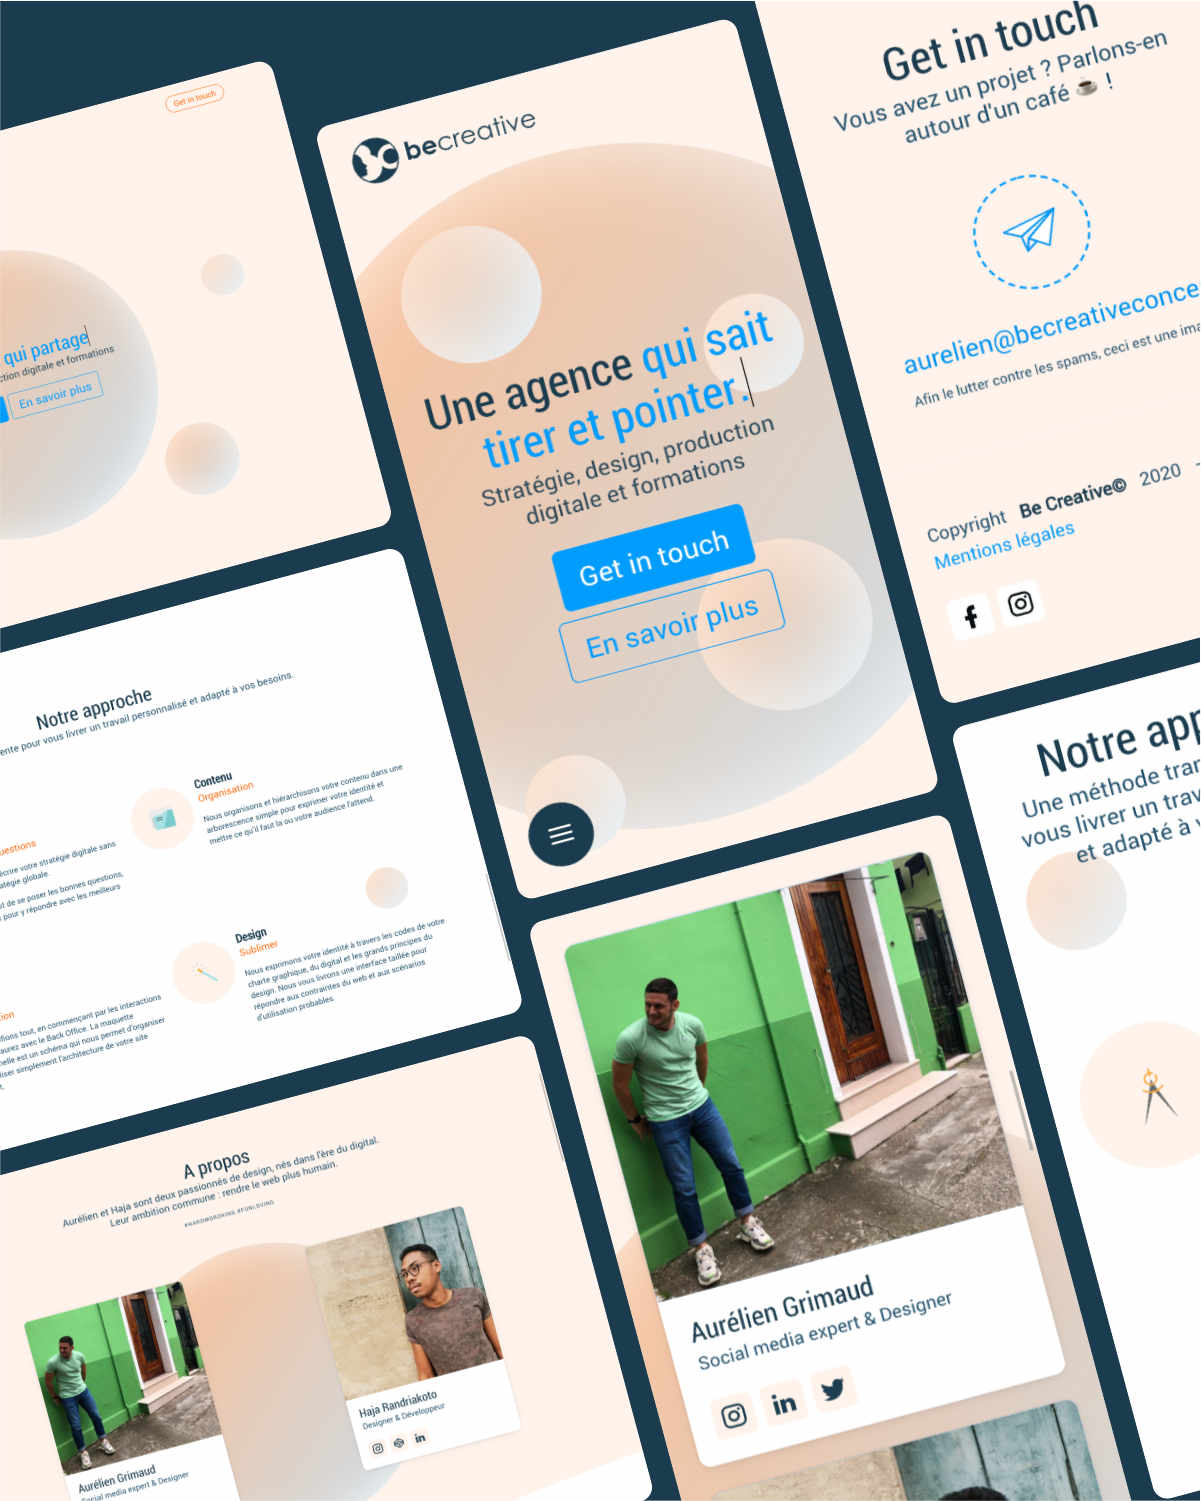 Get in touch
qui partage
ction digitale et formations
En savoir plus
becreative
Une agence qui sait
tirer et pointer.
Stratégie, design, production
digitale et formations
Get in touch
En savoir plus
Get in touch
Vous avez un projet ? Parlons-en
autour d'un café ☕ !
aurelien@becreativeconce
Afin le lutter contre les spams, ceci est une ima
Copyright Be Creative© 2020 -
Mentions légales
Notre approche
ente pour vous livrer un travail personnalisé et adapté à vos besoins.
Contenu
Organisation
Nous organisons et hiérarchisons votre contenu dans une
arborescence simple pour exprimer votre identité et
mettre ce qu'il faut la ou votre audience l'attend.
uestions
écrire votre stratégie digitale sans
atégie globale.
t de se poser les bonnes questions,
pour y répondre avec les meilleurs
Design
Sublimer
Nous exprimons votre identité à travers les codes de votre
charte graphique, du digital et les grands principes du
design. Nous vous livrons une interface taillée pour
répondre aux contraintes du web et aux scénarios
d'utilisation probables.
ion
fions tout, en commençant par les interactions
aurez avec le Back Office. La maquette
nelle est un schéma qui nous permet d'organiser
liser simplement l'architecture de votre site
Notre app
Une méthode tran
vous livrer un trav
et adapté à v
A propos
Aurélien et Haja sont deux passionnés de design, nés dans l'ère du digital.
Leur ambition commune : rendre le web plus humain.
#HARDWORKING #FUNLOVING
Aurélien Grimaud
Social media expert & Designer
Haja Randriakoto
Designer & Développeur
Aurélien Grimaud
Social media expert & Designer